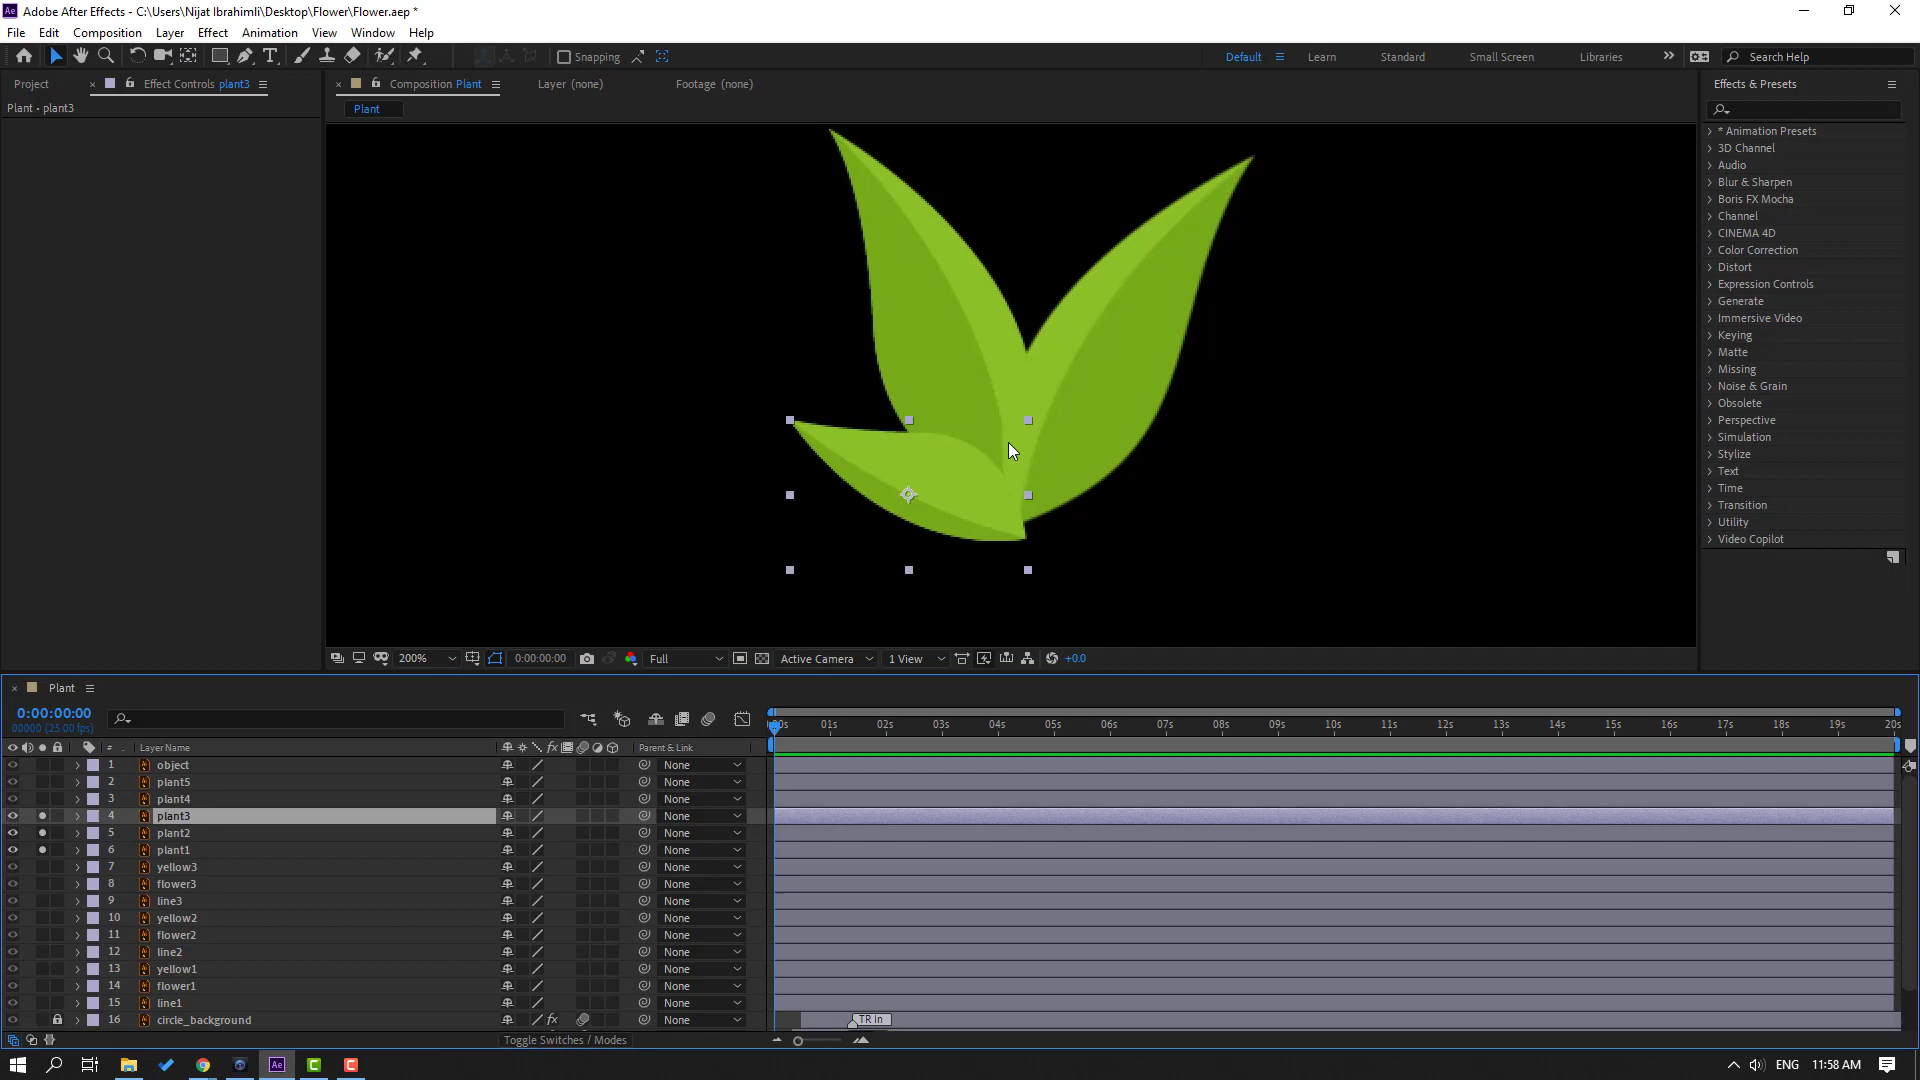 Adobe After Effects - C:\Users\Nijat Ibrahimli\Desktop\Flower\Flower.aep *
File Edit Composition Layer Effect Animation View Window Help
Snapping
Default Learn Standard Small Screen Libraries Search Help
Project Effect Controls plant3
Composition Plant
Layer (none)
Footage (none)
Effects & Presets
Plant • plant3
Plant
* Animation Presets
3D Channel
Audio
Blur & Sharpen
Boris FX Mocha
Channel
CINEMA 4D
Color Correction
Distort
Expression Controls
Generate
Immersive Video
Keying
Matte
Missing
Noise & Grain
Obsolete
Perspective
Simulation
Stylize
Text
Time
Transition
Utility
Video Copilot
200% 0:00:00:00 Full Active Camera 1 View +0.0
Plant
0:00:00:00
00000 (25.00 fps)
01s 02s 03s 04s 05s 06s 07s 08s 09s 10s 11s 12s 13s 14s 15s 16s 17s 18s 19s 20s
# . Layer Name Parent & Link
1 object None
2 plant5 None
3 plant4 None
4 plant3 None
5 plant2 None
6 plant1 None
7 yellow3 None
8 flower3 None
9 line3 None
10 yellow2 None
11 flower2 None
12 line2 None
13 yellow1 None
14 flower1 None
15 line1 None
16 circle_background None TR In
Toggle Switches / Modes
ENG 11:58 AM